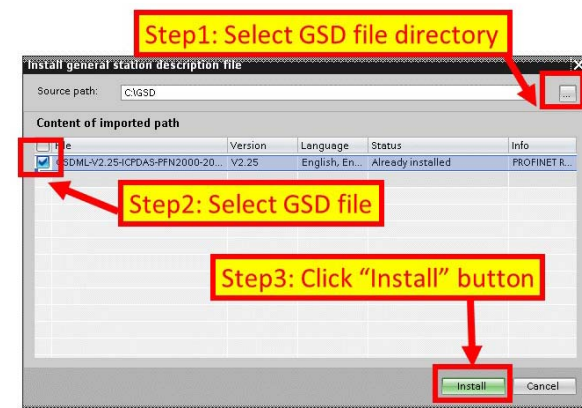 Step1: Select GSD file directory
Install general station description file
Source path: C:\GSD ...
Content of imported path
File Version Language Status Info
GSDML-V2.25-ICPDAS-PFN2000-20... V2.25 English, En... Already installed PROFINET R...
Step2: Select GSD file
Step3: Click “Install” button
Install Cancel